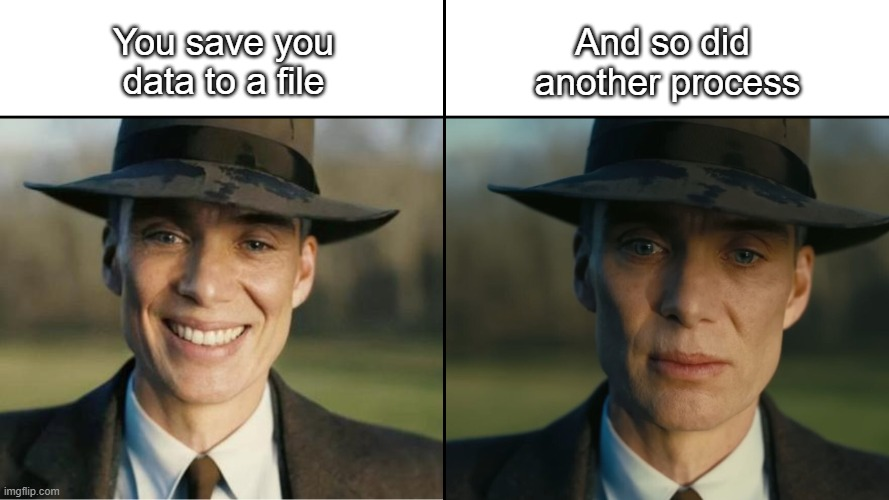 You save you
data to a file
And so did
another process
imgflip.com